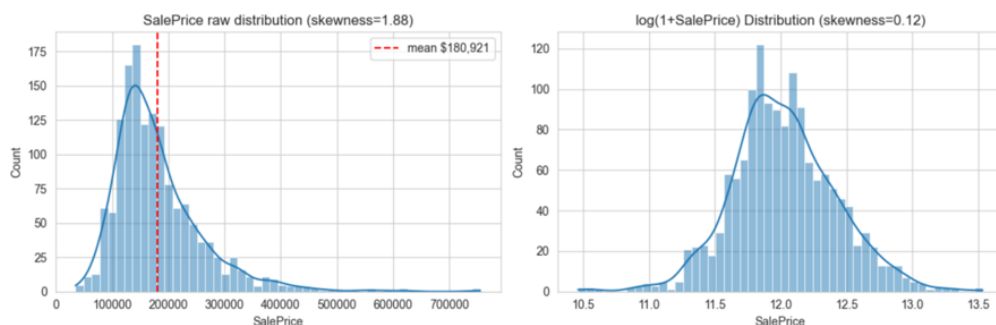 SalePrice raw distribution (skewness=1.88)
mean $180,921
175
150
125
100
75
50
25
0
Count
0 100000 200000 300000 400000 500000 600000 700000
SalePrice
log(1+SalePrice) Distribution (skewness=0.12)
120
100
80
60
40
20
0
Count
10.5 11.0 11.5 12.0 12.5 13.0 13.5
SalePrice